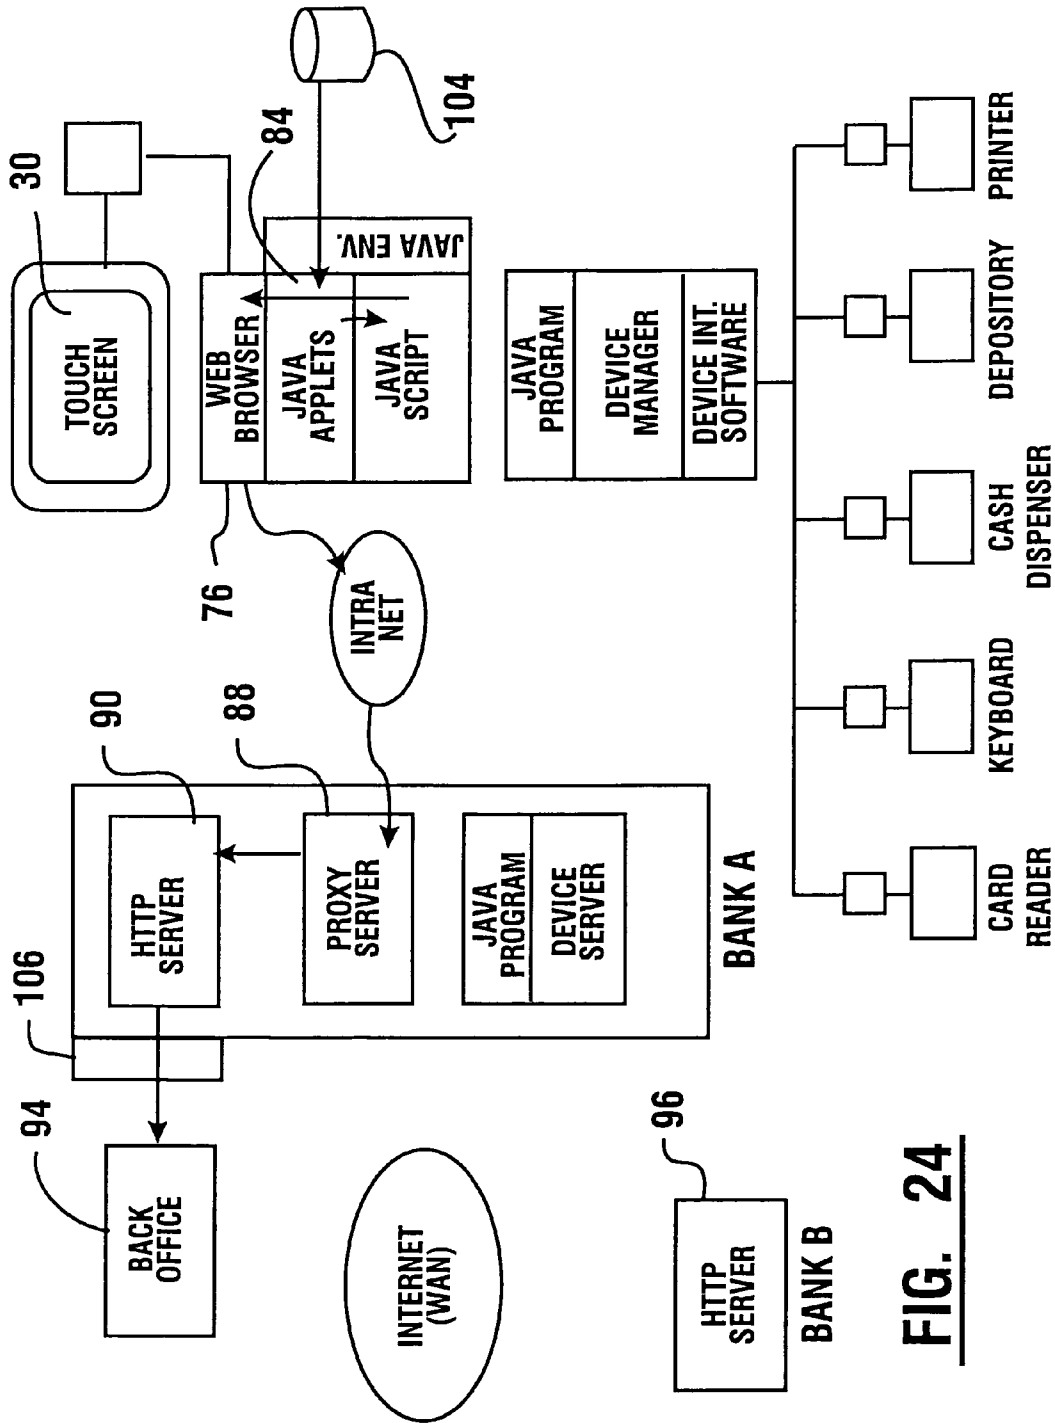 30
TOUCH
SCREEN
84
104
76
WEB
BROWSER
JAVA
APPLETS
JAVA
SCRIPT
JAVA ENV.
INTRA
NET
JAVA
PROGRAM
DEVICE
MANAGER
DEVICE INT.
SOFTWARE
94
BACK
OFFICE
106
90
HTTP
SERVER
88
PROXY
SERVER
JAVA
PROGRAM
DEVICE
SERVER
BANK A
INTERNET
(WAN)
96
HTTP
SERVER
BANK B
CARD
READER
KEYBOARD
CASH
DISPENSER
DEPOSITORY
PRINTER
FIG. 24